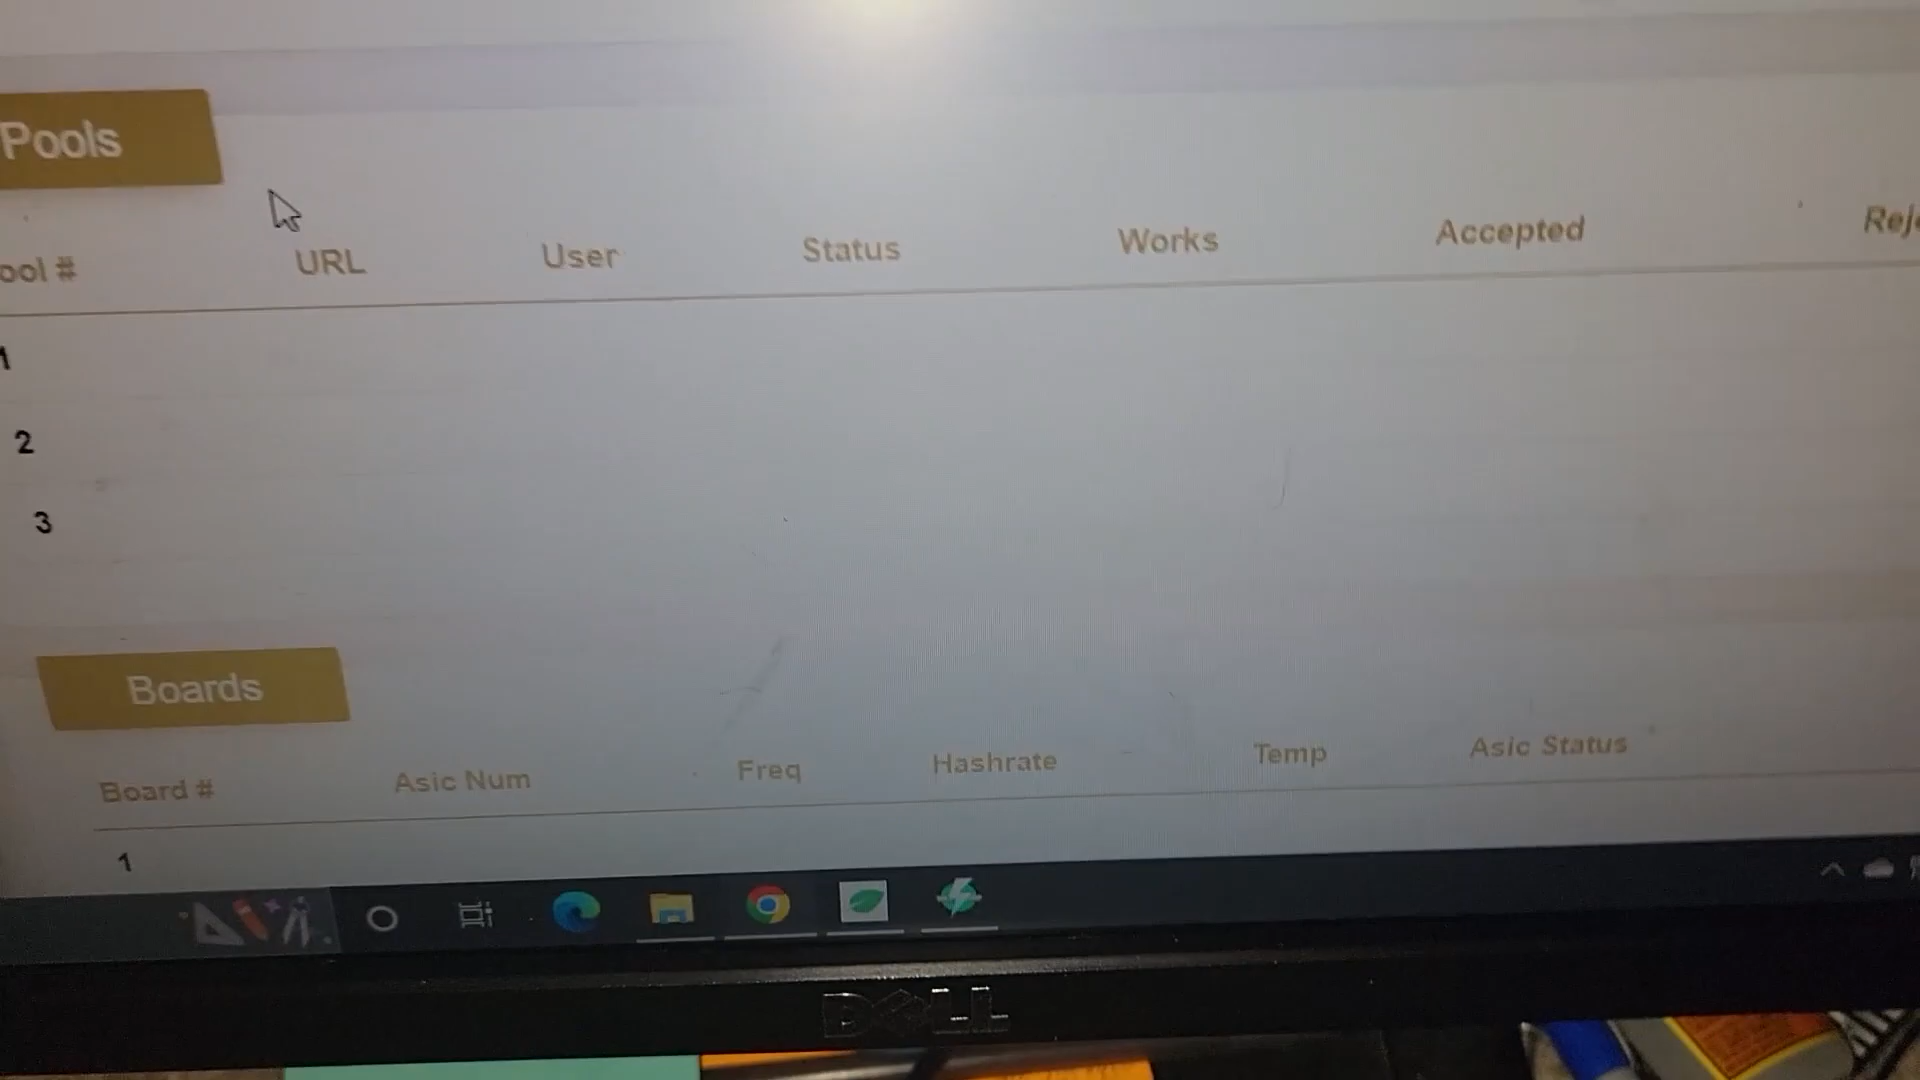 Pools
ool # URL User Status Works Accepted Reje
1
2
3
Boards
Board # Asic Num Freq Hashrate Temp Asic Status
1
DELL